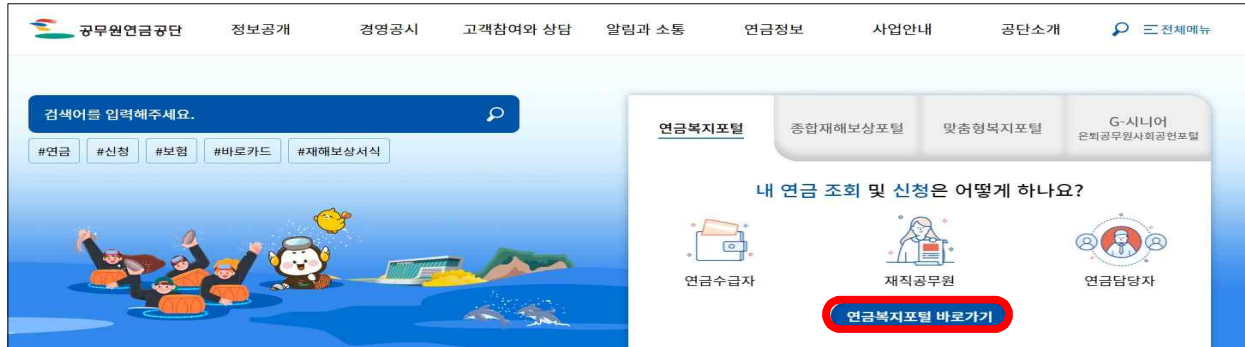 공무원연금공단 정보공개 경영공시 고객참여와 상담 알림과 소통 연금정보 사업안내 공단소개 전체메뉴
검색어를 입력해주세요.
#연금 #신청 #보험 #바로카드 #재해보상서식
연금복지포털 종합재해보상포털 맞춤형복지포털 G-시니어
은퇴공무원사회공헌포털
내 연금 조회 및 신청은 어떻게 하나요?
연금수급자 재직공무원 연금담당자
연금복지포털 바로가기